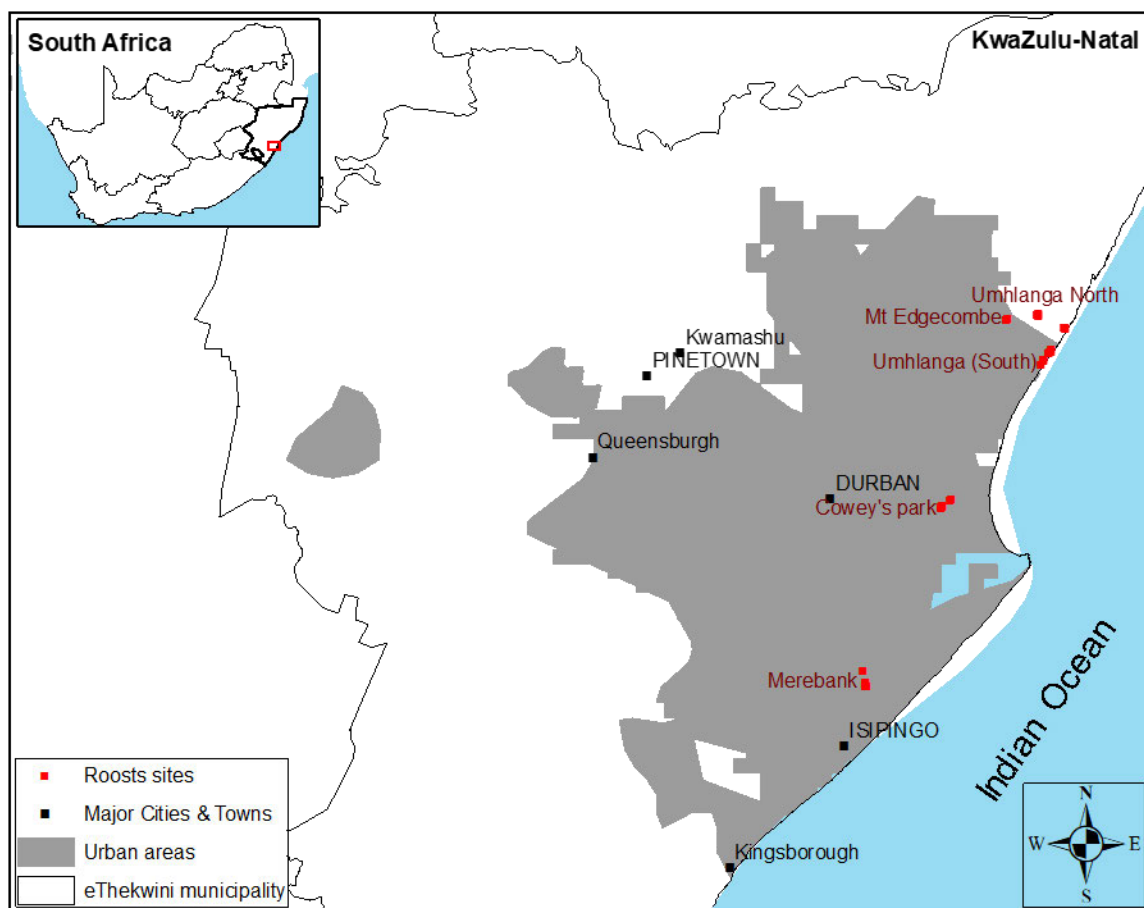 South Africa
KwaZulu-Natal
Umhlanga North
Mt Edgecombe
Kwamashu
Umhlanga (South)
PINETOWN
Queensburgh
DURBAN
Cowey's park
Merebank
ISIPINGO
Indian Ocean
Kingsborough
Roosts sites
Major Cities & Towns
Urban areas
eThekwini municipality
N
W
E
S